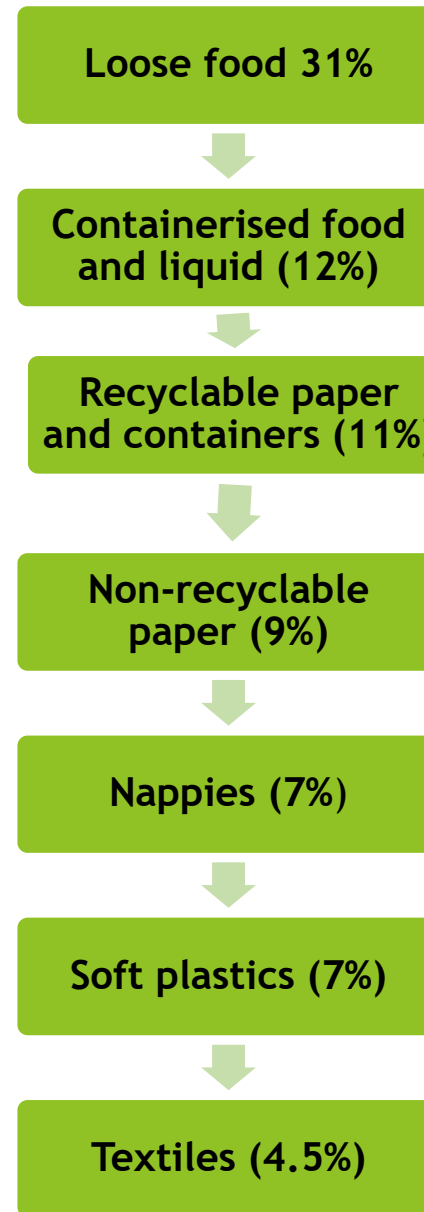 Loose food 31%
Containerised food
and liquid (12%)
Recyclable paper
and containers (11%)
Non-recyclable
paper (9%)
Nappies (7%)
Soft plastics (7%)
Textiles (4.5%)